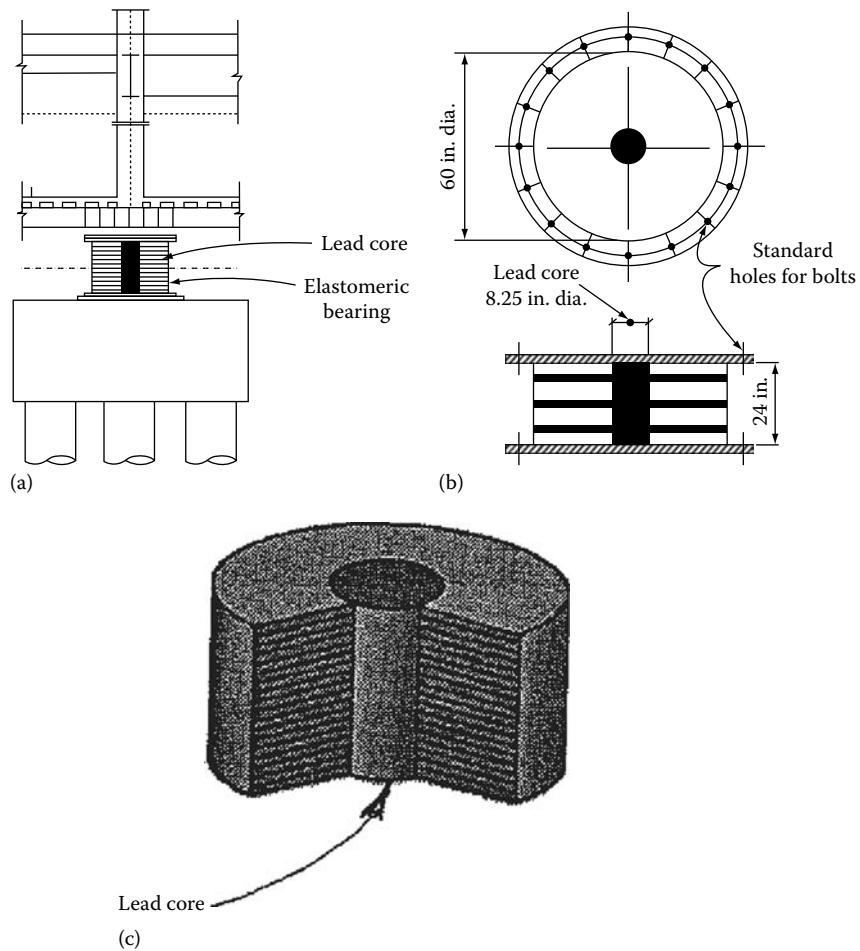 Lead core
Elastomeric
bearing
(a)
60 in. dia.
Lead core
8.25 in. dia.
Standard
holes for bolts
24 in.
(b)
Lead core
(c)